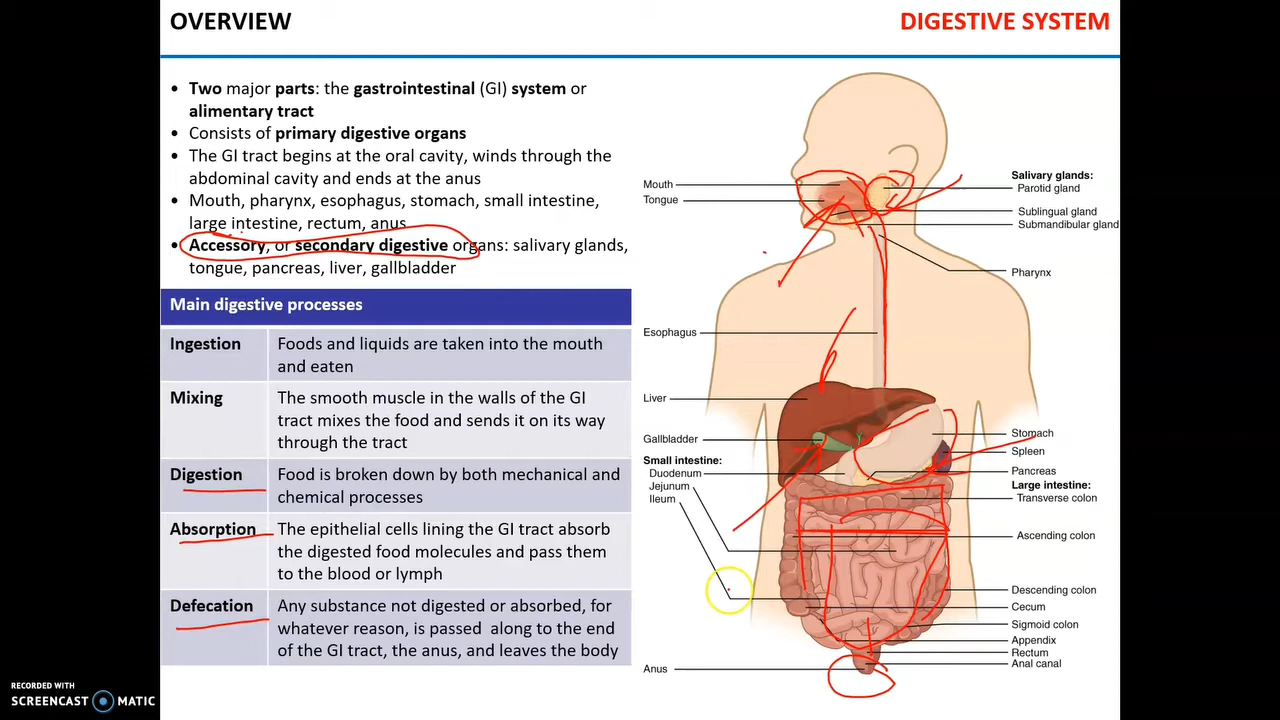 OVERVIEW
DIGESTIVE SYSTEM
• Two major parts: the gastrointestinal (GI) system or
alimentary tract
• Consists of primary digestive organs
• The GI tract begins at the oral cavity, winds through the
abdominal cavity and ends at the anus
• Mouth, pharynx, esophagus, stomach, small intestine,
large intestine, rectum, anus
• Accessory, or secondary digestive organs: salivary glands,
tongue, pancreas, liver, gallbladder
Main digestive processes
Ingestion
Foods and liquids are taken into the mouth
and eaten
Mixing
The smooth muscle in the walls of the GI
tract mixes the food and sends it on its way
through the tract
Digestion
Food is broken down by both mechanical and
chemical processes
Absorption
The epithelial cells lining the GI tract absorb
the digested food molecules and pass them
to the blood or lymph
Defecation
Any substance not digested or absorbed, for
whatever reason, is passed along to the end
of the GI tract, the anus, and leaves the body
Mouth
Tongue
Esophagus
Liver
Gallbladder
Small intestine:
Duodenum
Jejunum
Ileum
Anus
Salivary glands:
Parotid gland
Sublingual gland
Submandibular gland
Pharynx
Stomach
Spleen
Pancreas
Large intestine:
Transverse colon
Ascending colon
Descending colon
Cecum
Sigmoid colon
Appendix
Rectum
Anal canal
RECORDED WITH
SCREENCAST MATIC